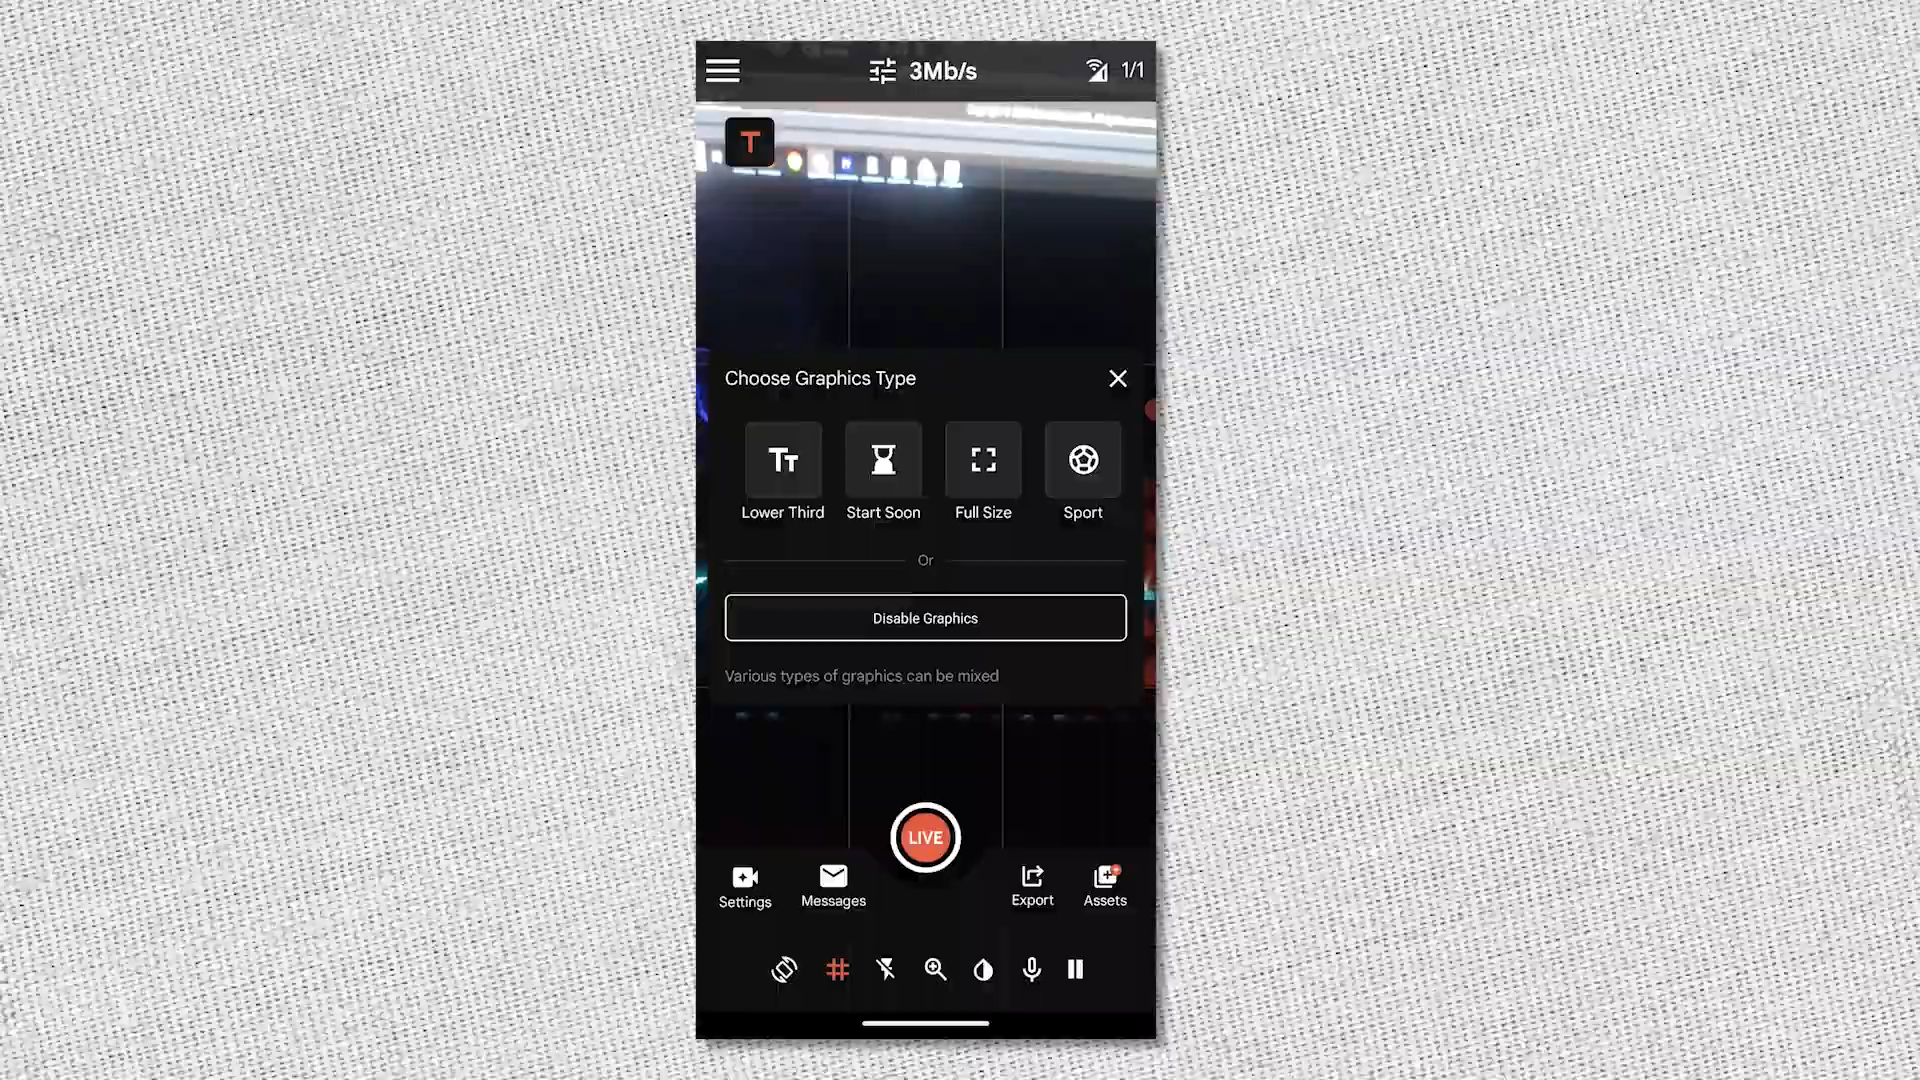 3Mb/s
1/1
T
Choose Graphics Type
Lower Third
Start Soon
Full Size
Sport
Or
Disable Graphics
Various types of graphics can be mixed
LIVE
Settings
Messages
Export
Assets